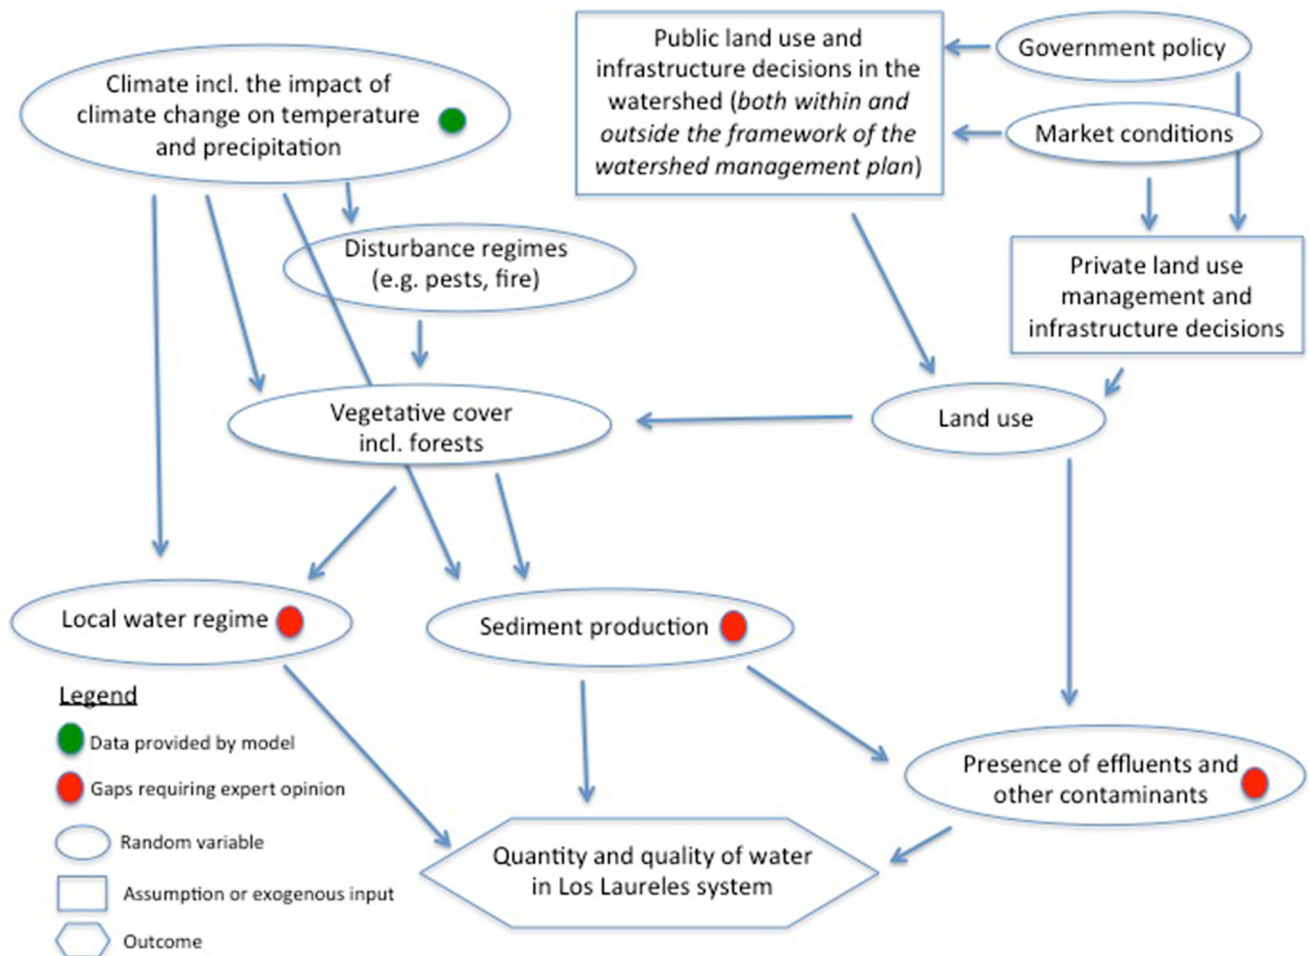 Climate incl. the impact of
climate change on temperature
and precipitation
Public land use and
infrastructure decisions in the
watershed (both within and
outside the framework of the
watershed management plan)
Government policy
Market conditions
Disturbance regimes
(e.g. pests, fire)
Private land use
management and
infrastructure decisions
Vegetative cover
incl. forests
Land use
Local water regime
Sediment production
Presence of effluents and
other contaminants
Quantity and quality of water
in Los Laureles system
Legend
Data provided by model
Gaps requiring expert opinion
Random variable
Assumption or exogenous input
Outcome